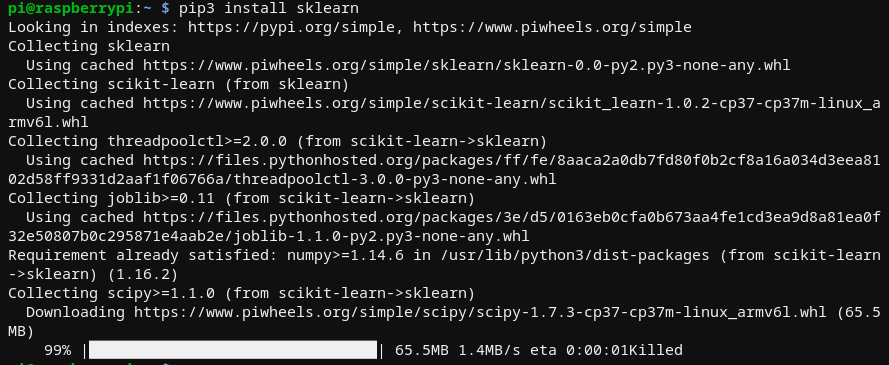 pi@raspberrypi:~ $ pip3 install sklearn
Looking in indexes: https://pypi.org/simple, https://www.piwheels.org/simple
Collecting sklearn
  Using cached https://www.piwheels.org/simple/sklearn/sklearn-0.0-py2.py3-none-any.whl
Collecting scikit-learn (from sklearn)
  Using cached https://www.piwheels.org/simple/scikit-learn/scikit_learn-1.0.2-cp37-cp37m-linux_a
rmv6l.whl
Collecting threadpoolctl>=2.0.0 (from scikit-learn->sklearn)
  Using cached https://files.pythonhosted.org/packages/ff/fe/8aaca2a0db7fd80f0b2cf8a16a034d3eea81
02d58ff9331d2aaf1f06766a/threadpoolctl-3.0.0-py3-none-any.whl
Collecting joblib>=0.11 (from scikit-learn->sklearn)
  Using cached https://files.pythonhosted.org/packages/3e/d5/0163eb0cfa0b673aa4fe1cd3ea9d8a81ea0f
32e50807b0c295871e4aab2e/joblib-1.1.0-py2.py3-none-any.whl
Requirement already satisfied: numpy>=1.14.6 in /usr/lib/python3/dist-packages (from scikit-learn
->sklearn) (1.16.2)
Collecting scipy>=1.1.0 (from scikit-learn->sklearn)
  Downloading https://www.piwheels.org/simple/scipy/scipy-1.7.3-cp37-cp37m-linux_armv6l.whl (65.5
MB)
    99% |                                | 65.5MB 1.4MB/s eta 0:00:01Killed